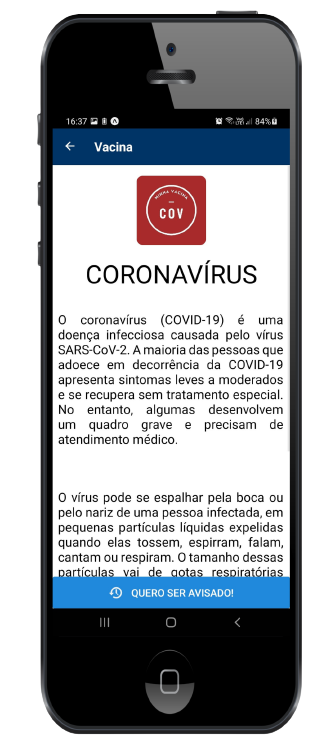 16:37 84%
Vacina
MINHA VACINA
COV
CORONAVÍRUS
O coronavírus (COVID-19) é uma
doença infecciosa causada pelo vírus
SARS-CoV-2. A maioria das pessoas que
adoece em decorrência da COVID-19
apresenta sintomas leves a moderados
e se recupera sem tratamento especial.
No entanto, algumas desenvolvem
um quadro grave e precisam de
atendimento médico.
O vírus pode se espalhar pela boca ou
pelo nariz de uma pessoa infectada, em
pequenas partículas líquidas expelidas
quando elas tossem, espirram, falam,
cantam ou respiram. O tamanho dessas
partículas vai de gotas respiratórias
QUERO SER AVISADO!